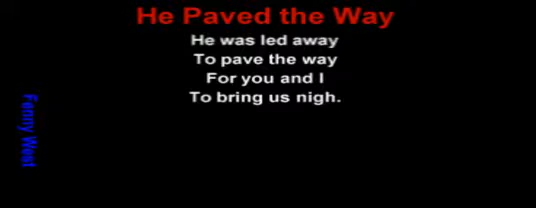 He Paved the Way
He was led away
To pave the way
For you and I
To bring us nigh.
Fenny West